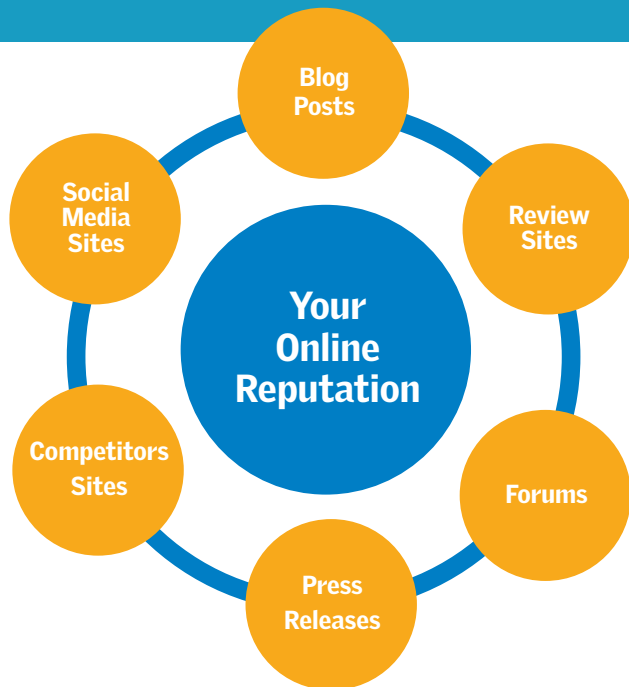 Blog
Posts
Social
Media
Sites
Review
Sites
Your
Online
Reputation
Competitors
Sites
Forums
Press
Releases